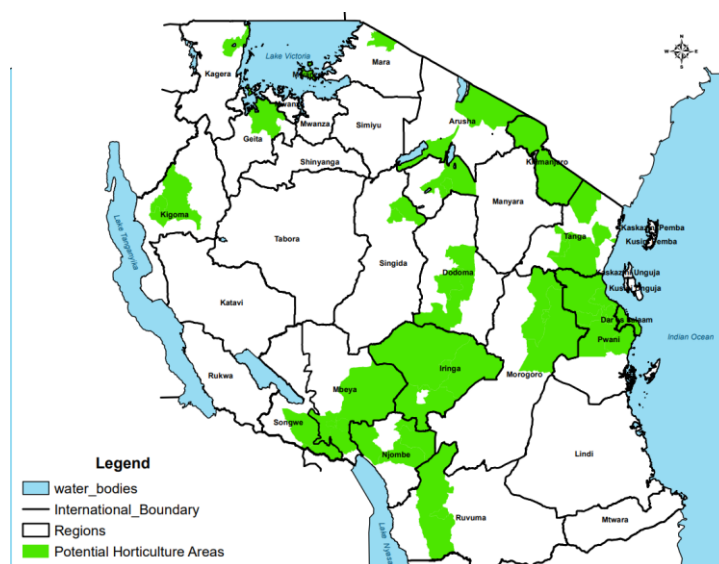 Lake Victoria
Kagera
Mara
Mwanza
Geita
Mwanza
Simiyu
Arusha
Shinyanga
Kilimanjaro
Kigoma
Manyara
Lake Tanganyika
Tabora
Singida
Dodoma
Tanga
Kaskazini Pemba
Kusini Pemba
Kaskazini Unguja
Kusini Unguja
Katavi
Dar es Salaam
Pwani
Indian Ocean
Rukwa
Mbeya
Iringa
Morogoro
Songwe
Njombe
Lindi
Ruvuma
Mtwara
Lake Nyasa
Legend
water_bodies
International_Boundary
Regions
Potential Horticulture Areas